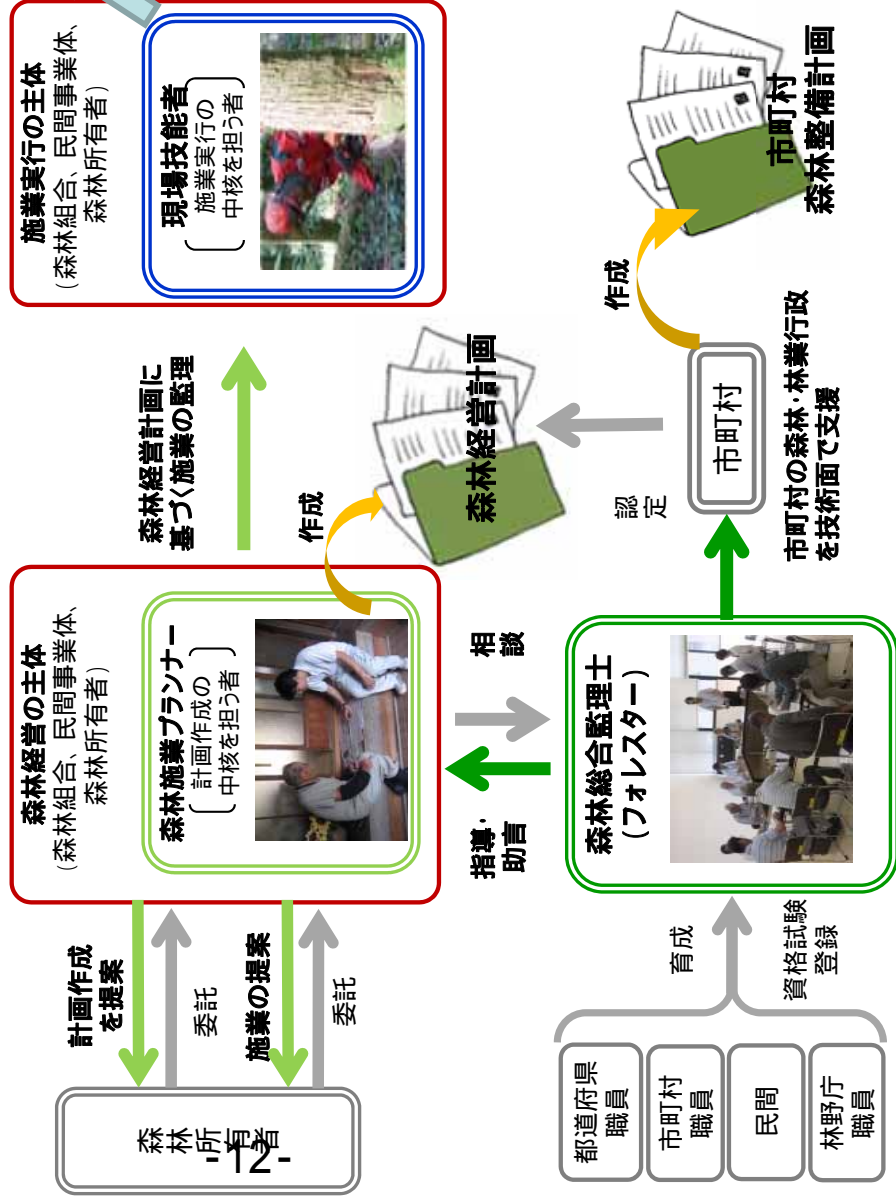 森林所有者
計画作成
を提案
委託
施業の提案
委託
森林経営の主体
(森林組合、民間事業体、
森林所有者)
森林施業プランナー
計画作成の
中核を担う者
作成
森林経営計画に
基づく施業の監理
施業実行の主体
(森林組合、民間事業体、
森林所有者)
現場技能者
施業実行の
中核を担う者
森林経営計画
指導・
助言
相
談
認
定
都道府県
職員
市町村
職員
民間
林野庁
職員
育成
資格試験
登録
森林総合監理士
(フォレスター)
市町村の森林・林業行政
を技術面で支援
市町村
作成
市町村
森林整備計画
-12-